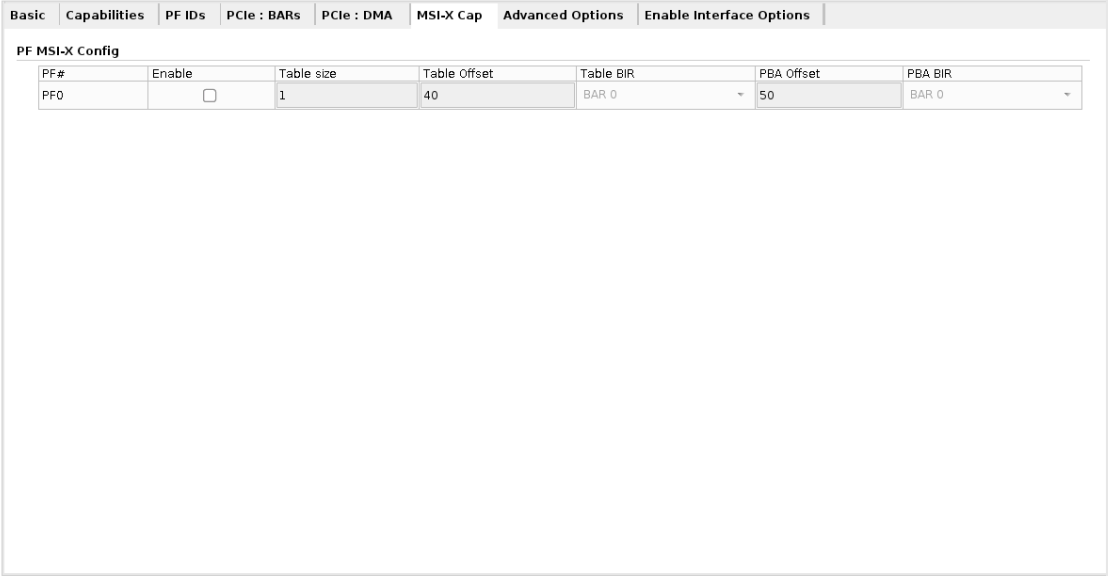 Basic Capabilities PF IDs PCIe : BARs PCIe : DMA MSI-X Cap Advanced Options Enable Interface Options
PF MSI-X Config
PF# Enable Table size Table Offset Table BIR PBA Offset PBA BIR
PF0 1 40 BAR 0 50 BAR 0